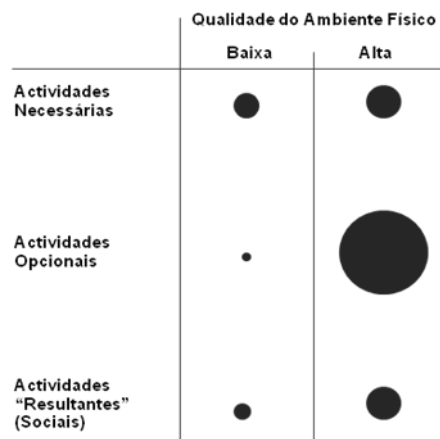 Qualidade do Ambiente Físico
Baixa Alta
Actividades
Necessárias
Actividades
Opcionais
Actividades
“Resultantes”
(Sociais)